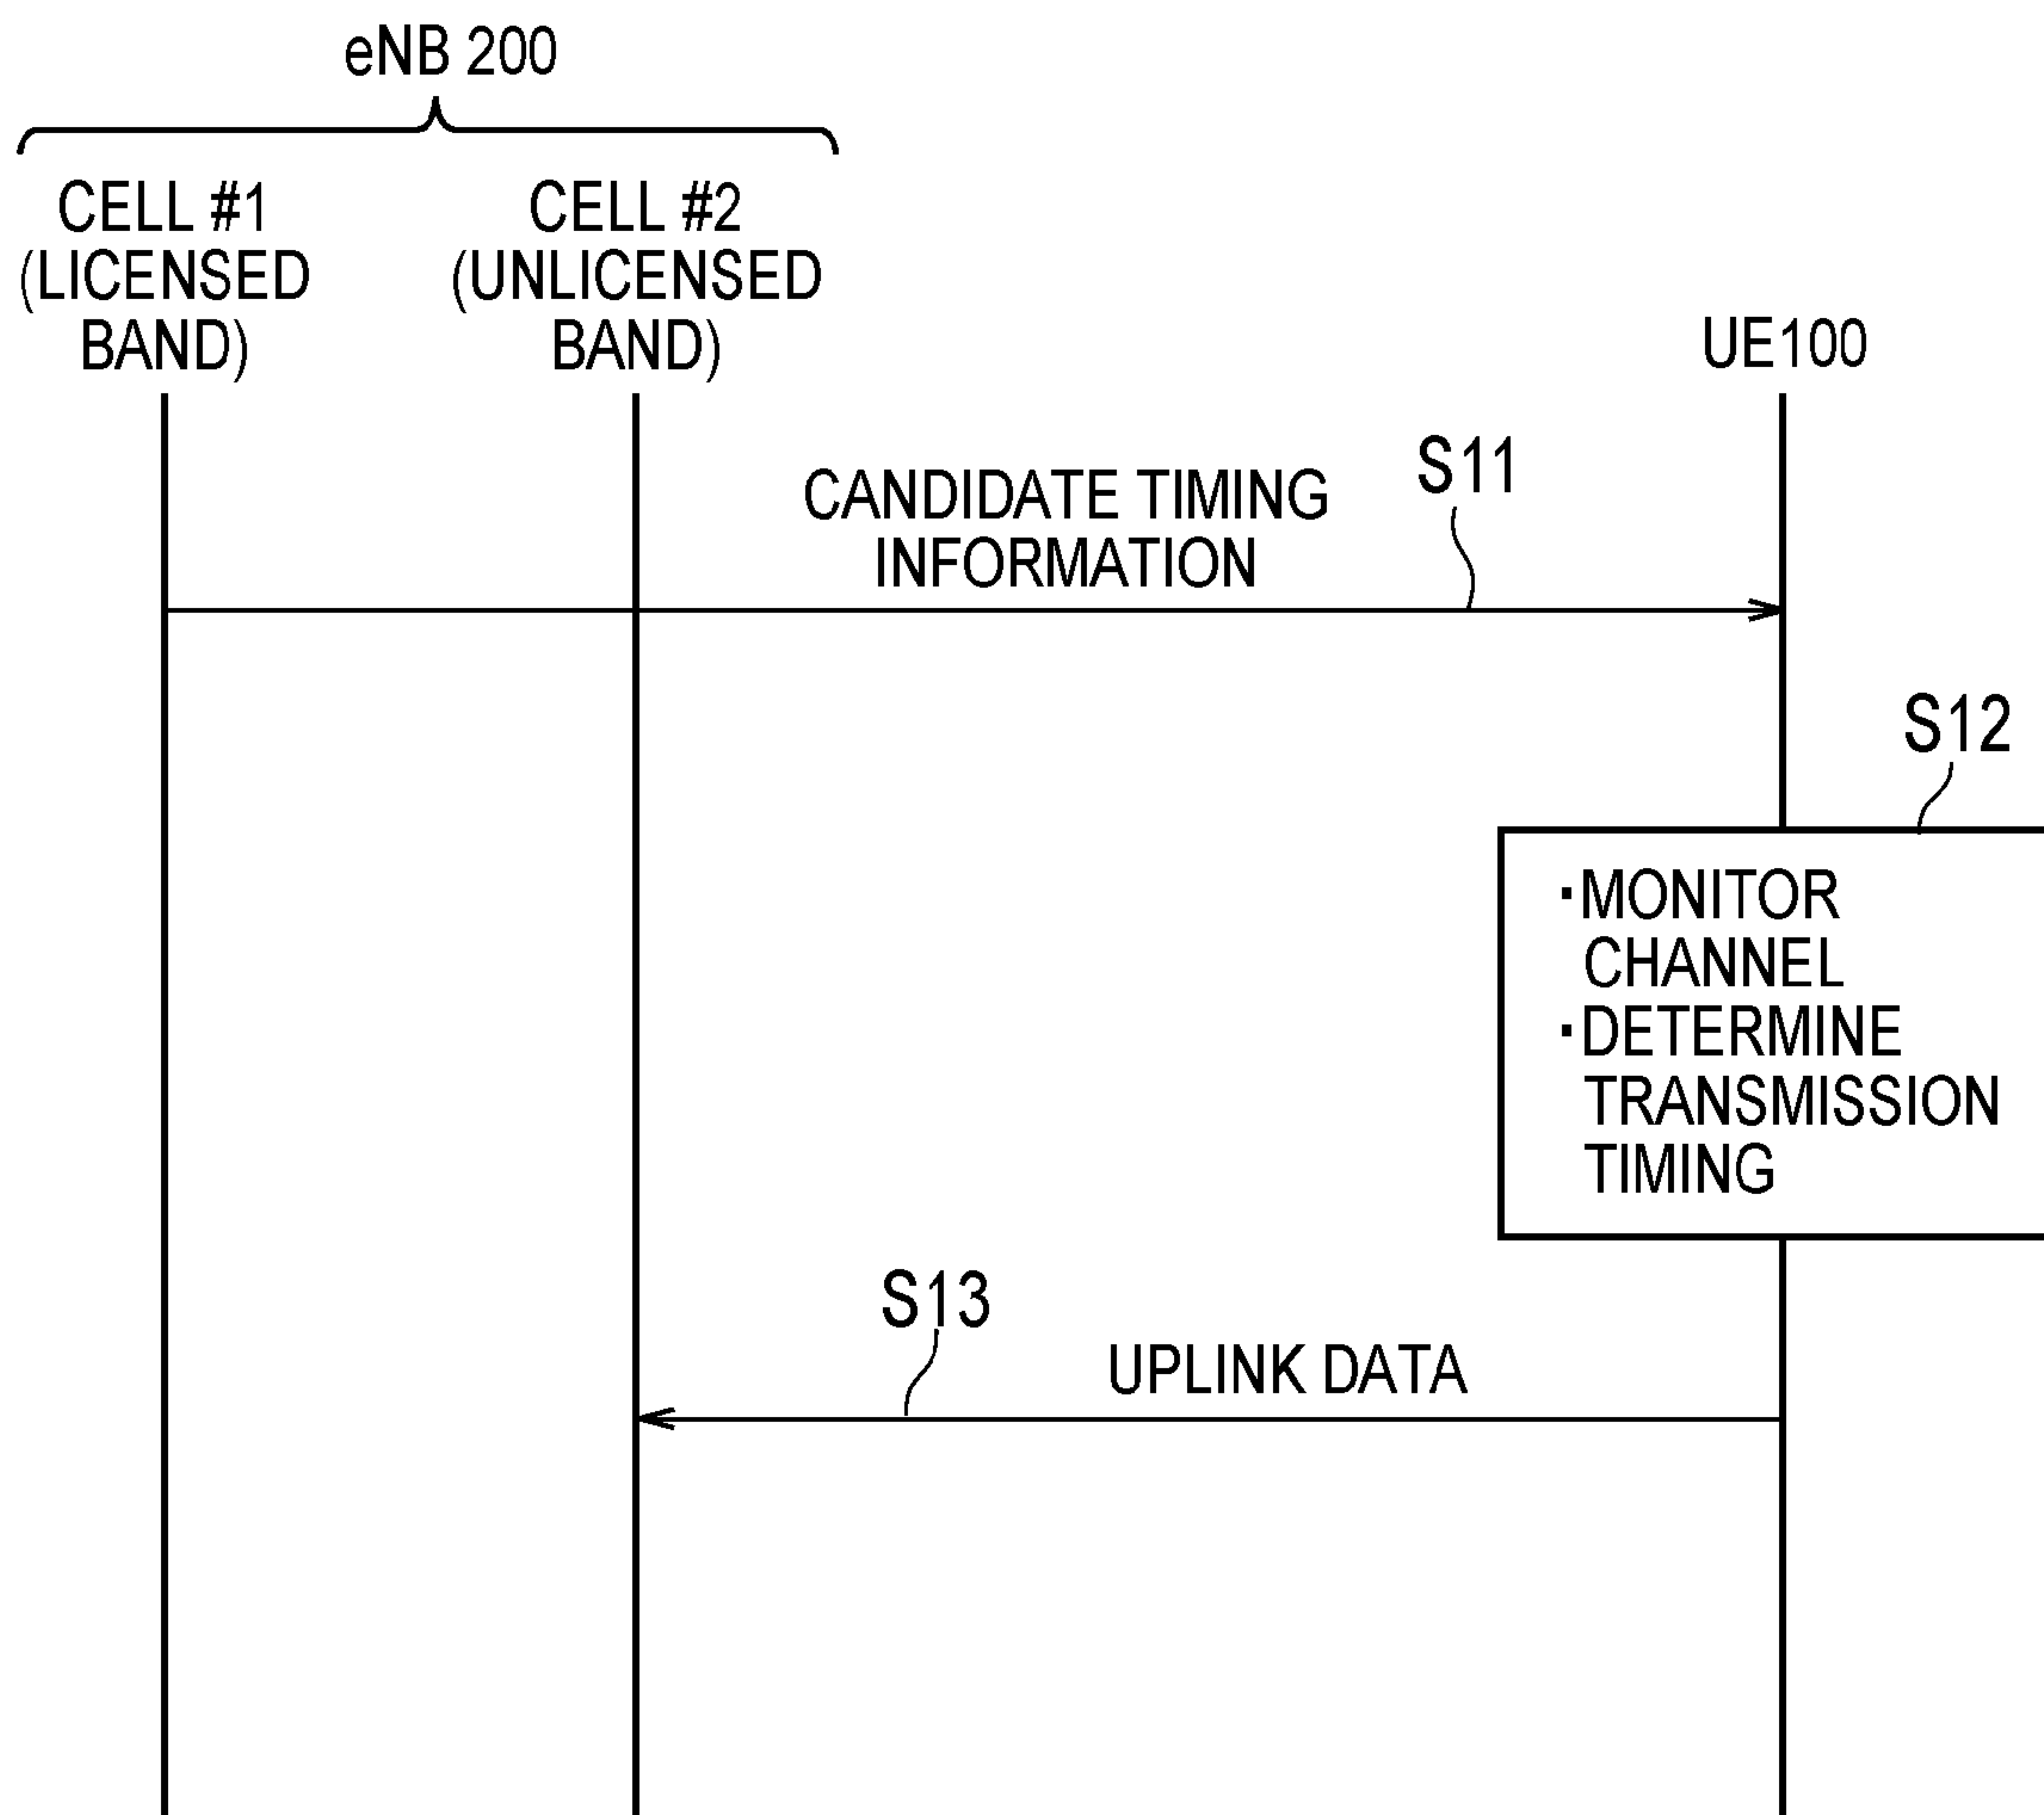 eNB 200
CELL #1
(LICENSED
BAND)
CELL #2
(UNLICENSED
BAND)
UE100
CANDIDATE TIMING
INFORMATION
S11
S12
·MONITOR
CHANNEL
·DETERMINE
TRANSMISSION
TIMING
S13
UPLINK DATA